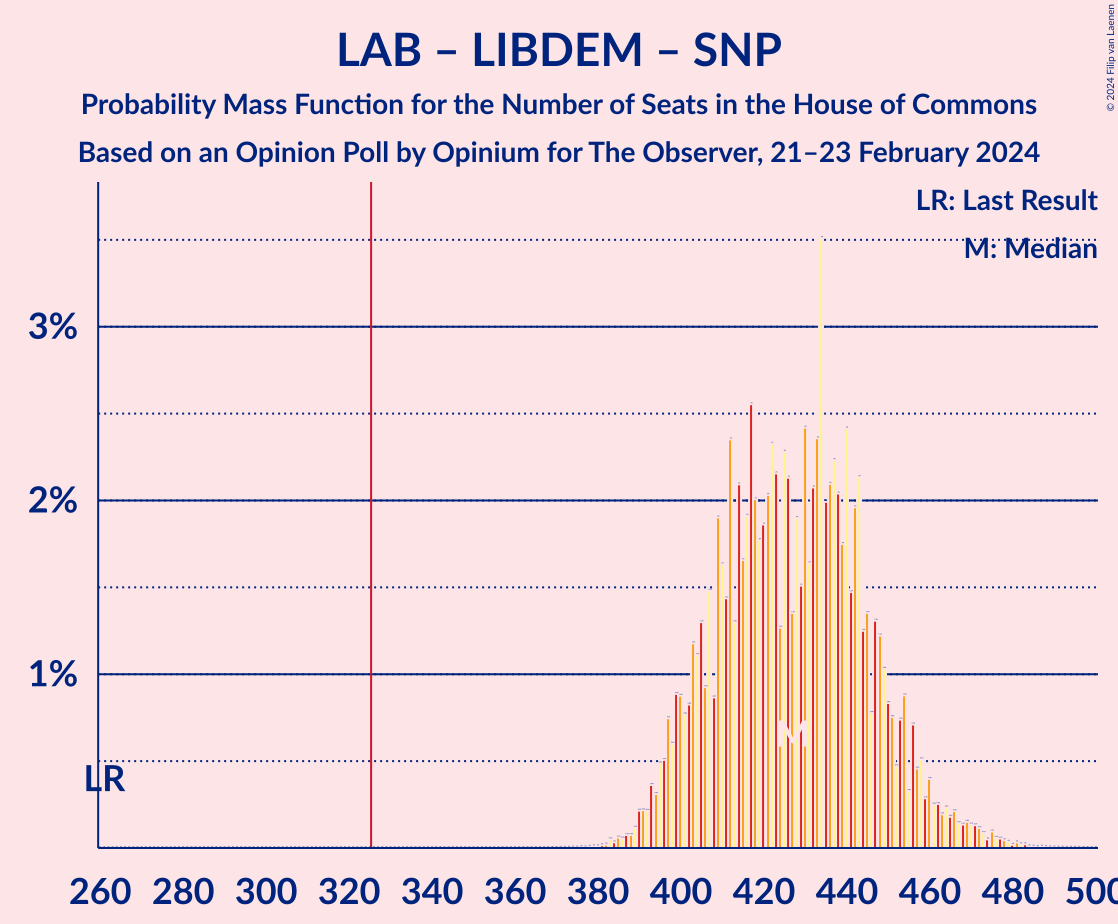 LAB – LIBDEM – SNP
Probability Mass Function for the Number of Seats in the House of Commons
Based on an Opinion Poll by Opinium for The Observer, 21–23 February 2024
© 2024 Filip van Laenen
LR: Last Result
M: Median
3%
2%
1%
LR
M
260 280 300 320 340 360 380 400 420 440 460 480 500